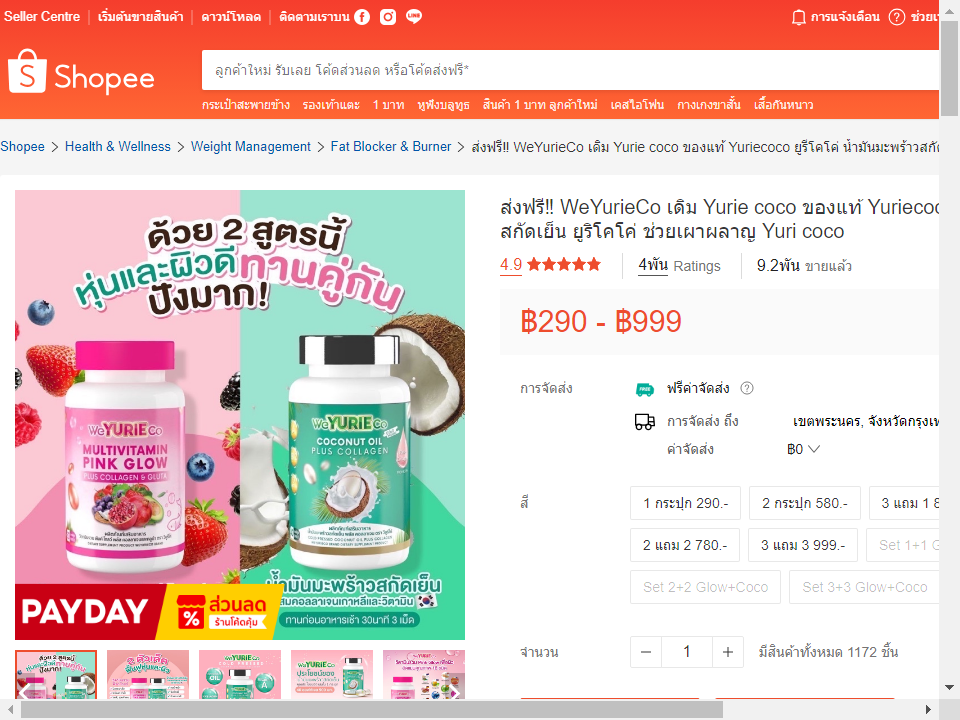 Seller Centre
เริ่มต้นขายสินค้า
ดาวน์โหลด
ติดตามเราบน
LINE
การแจ้งเตือน
Shopee
ลูกค้าใหม่ รับเลย โค้ดส่วนลด หรือโค้ดส่งฟรี*
กระเป๋าสะพายข้าง รองเท้าแตะ 1 บาท หูฟังบลูทูธ สินค้า 1 บาท ลูกค้าใหม่ เคสไอโฟน กางเกงขาสั้น เสื้อกันหนาว
Shopee > Health & Wellness > Weight Management > Fat Blocker & Burner > ส่งฟรี!! WeYurieCo เดิม Yurie coco ของแท้ Yuriecoco ยูรีโคโค่ น้ำมันมะพร้าวสกัด
ด้วย 2 สูตรนี้
หุ่นและผิวดีทานคู่กัน
ปังมาก!
WeYURiECo
MULTIVITAMIN
PINK GLOW
PLUS COLLAGEN & GLUTA
WeYURiECo
COCONUT OIL
PLUS COLLAGEN
น้ำมันมะพร้าวสกัดเย็น
ผสมคอลลาเจนเกาหลีและวิตามิน
ทานก่อนอาหารเช้า 30นาที 3 เม็ด
PAYDAY
ส่วนลด
ร้านโค้ดคุ้ม
ส่งฟรี!! WeYurieCo เดิม Yurie coco ของแท้ Yuriecoc
สกัดเย็น ยูริโคโค่ ช่วยเผาผลาญ Yuri coco
4.9
4พัน Ratings
9.2พัน ขายแล้ว
฿290 - ฿999
การจัดส่ง
FREE
ฟรีค่าจัดส่ง
การจัดส่ง ถึง
เขตพระนคร, จังหวัดกรุงเท
ค่าจัดส่ง
฿0
สี
1 กระปุก 290.-
2 กระปุก 580.-
3 แถม 1 8
2 แถม 2 780.-
3 แถม 3 999.-
Set 1+1 G
Set 2+2 Glow+Coco
Set 3+3 Glow+Coco
จำนวน
1
มีสินค้าทั้งหมด 1172 ชิ้น